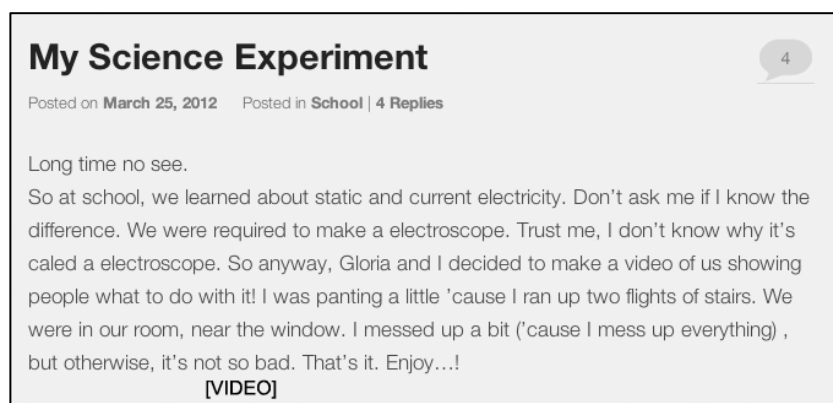 My Science Experiment
4
Posted on March 25, 2012 Posted in School | 4 Replies
Long time no see.
So at school, we learned about static and current electricity. Don’t ask me if I know the
difference. We were required to make a electroscope. Trust me, I don’t know why it’s
caled a electroscope. So anyway, Gloria and I decided to make a video of us showing
people what to do with it! I was panting a little ’cause I ran up two flights of stairs. We
were in our room, near the window. I messed up a bit (’cause I mess up everything) ,
but otherwise, it’s not so bad. That’s it. Enjoy…!
[VIDEO]